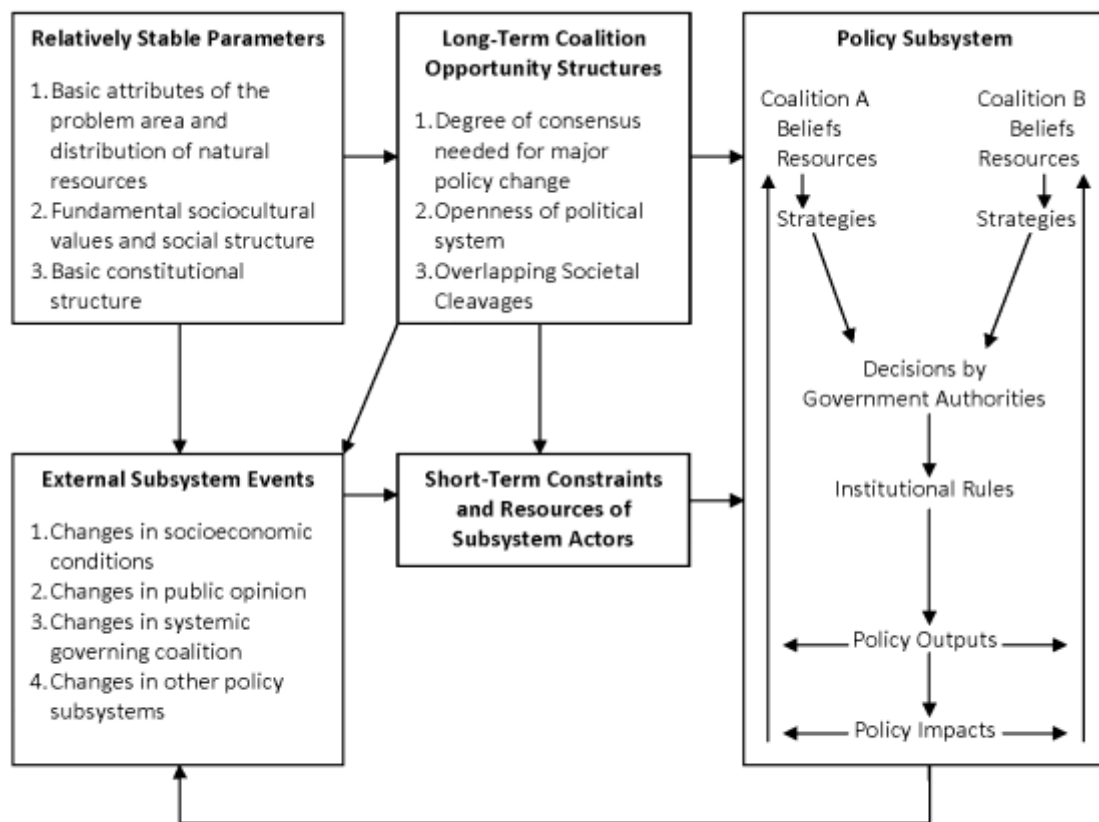 Relatively Stable Parameters
1. Basic attributes of the
problem area and
distribution of natural
resources
2. Fundamental sociocultural
values and social structure
3. Basic constitutional
structure
Long-Term Coalition
Opportunity Structures
1. Degree of consensus
needed for major
policy change
2. Openness of political
system
3. Overlapping Societal
Cleavages
Policy Subsystem
Coalition A
Beliefs
Resources
Strategies
Coalition B
Beliefs
Resources
Strategies
Decisions by
Government Authorities
Institutional Rules
Policy Outputs
Policy Impacts
External Subsystem Events
1. Changes in socioeconomic
conditions
2. Changes in public opinion
3. Changes in systemic
governing coalition
4. Changes in other policy
subsystems
Short-Term Constraints
and Resources of
Subsystem Actors